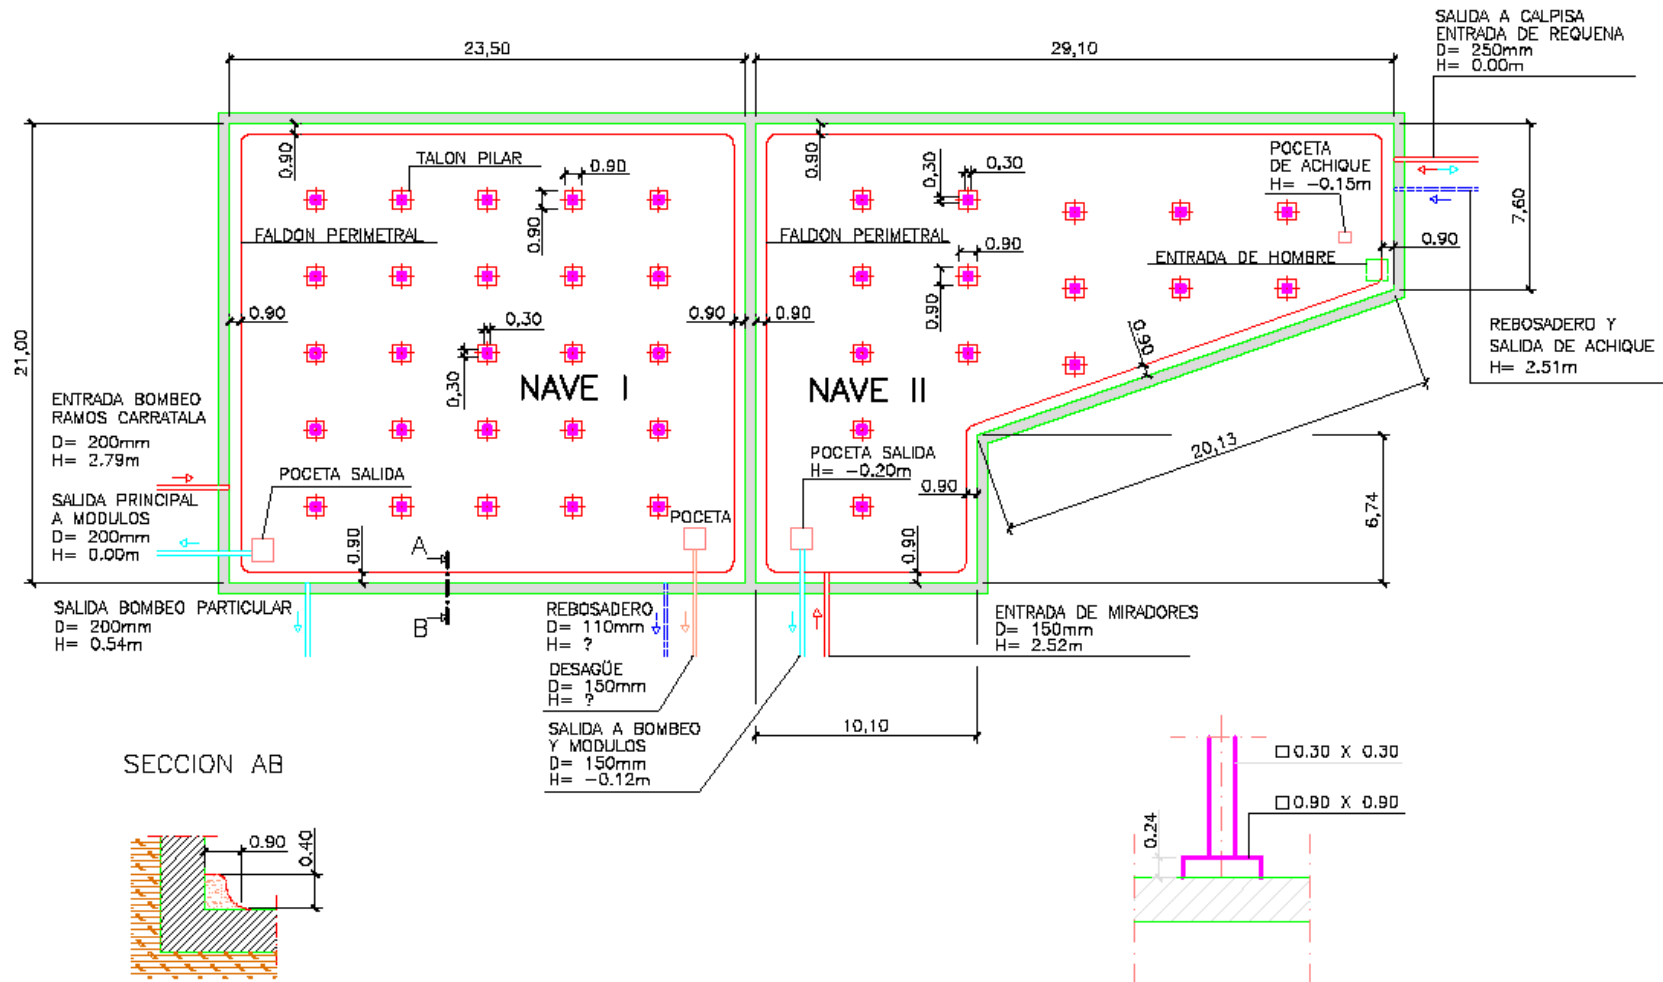 SALIDA A CALPISA
ENTRADA DE REQUENA
D= 250mm
H= 0.00m
23,50
29,10
0.90
TALON PILAR
0.90
0.90
0.90
0,30
0,30
POCETA
DE ACHIQUE
H= -0.15m
7,60
FALDON PERIMETRAL
FALDON PERIMETRAL
0.90
0.90
0.90
ENTRADA DE HOMBRE
0.90
0.90
0.90
0.90
0,30
0,30
0.90
21,00
NAVE I
NAVE II
REBOSADERO Y
SALIDA DE ACHIQUE
H= 2.51m
ENTRADA BOMBEO
RAMOS CARRATALA
D= 200mm
H= 2.79m
POCETA SALIDA
POCETA SALIDA
H= -0.20m
20,13
0.90
6,74
SALIDA PRINCIPAL
A MODULOS
D= 200mm
H= 0.00m
POCETA
A
0.90
0.90
B
SALIDA BOMBEO PARTICULAR
D= 200mm
H= 0.54m
REBOSADERO
D= 110mm
H= ?
ENTRADA DE MIRADORES
D= 150mm
H= 2.52m
DESAGÜE
D= 150mm
H= ?
SALIDA A BOMBEO
Y MODULOS
D= 150mm
H= -0.12m
10,10
SECCION AB
0.90
0.40
0.30 X 0.30
0.90 X 0.90
0.24